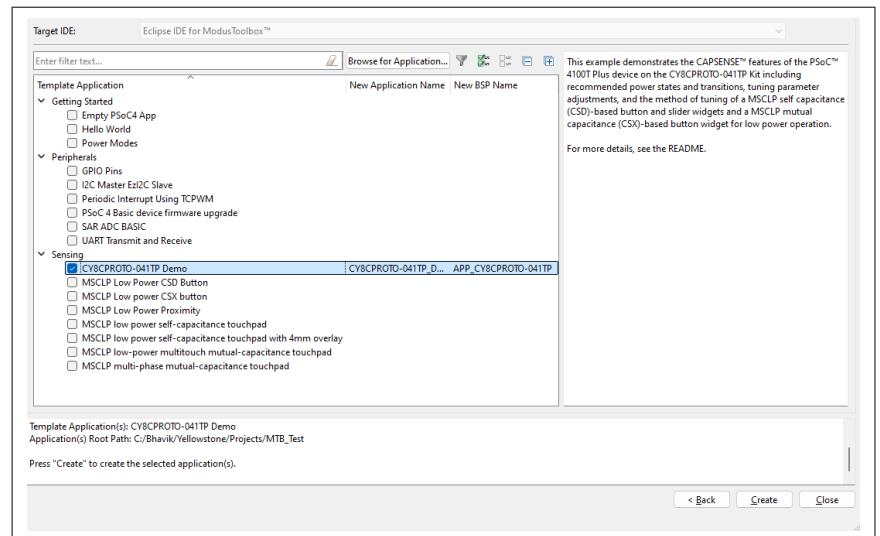 Target IDE: Eclipse IDE for ModusToolbox™
Enter filter text...
Browse for Application...
Template Application New Application Name New BSP Name
Getting Started
Empty PSoC4 App
Hello World
Power Modes
Peripherals
GPIO Pins
I2C Master EzI2C Slave
Periodic Interrupt Using TCPWM
PSoC 4 Basic device firmware upgrade
SAR ADC BASIC
UART Transmit and Receive
Sensing
CY8CPROTO-041TP Demo CY8CPROTO-041TP_D... APP_CY8CPROTO-041TP
MSCLP Low Power CSD Button
MSCLP Low power CSX button
MSCLP Low Power Proximity
MSCLP low power self-capacitance touchpad
MSCLP low power self-capacitance touchpad with 4mm overlay
MSCLP low-power multitouch mutual-capacitance touchpad
MSCLP multi-phase mutual-capacitance touchpad
This example demonstrates the CAPSENSE™ features of the PSoC™
4100T Plus device on the CY8CPROTO-041TP Kit including
recommended power states and transitions, tuning parameter
adjustments, and the method of tuning of a MSCLP self capacitance
(CSD)-based button and slider widgets and a MSCLP mutual
capacitance (CSX)-based button widget for low power operation.
For more details, see the README.
Template Application(s): CY8CPROTO-041TP Demo
Application(s) Root Path: C:/Bhavik/Yellowstone/Projects/MTB_Test
Press "Create" to create the selected application(s).
< Back Create Close